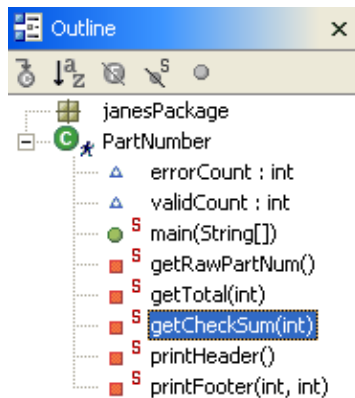 Outline
janesPackage
PartNumber
errorCount : int
validCount : int
S main(String[])
S getRawPartNum()
S getTotal(int)
S getCheckSum(int)
S printHeader()
S printFooter(int, int)